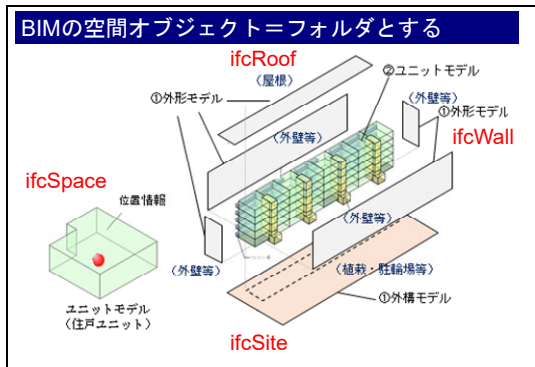 BIMの空間オブジェクト＝フォルダとする
ifcRoof
（屋根）
②ユニットモデル
①外形モデル
（外壁等）
（外壁等）
①外形モデル
ifcWall
ifcSpace
位置情報
（外壁等）
（外壁等）
（植栽・駐輪場等）
ユニットモデル
（住戸ユニット）
①外構モデル
ifcSite